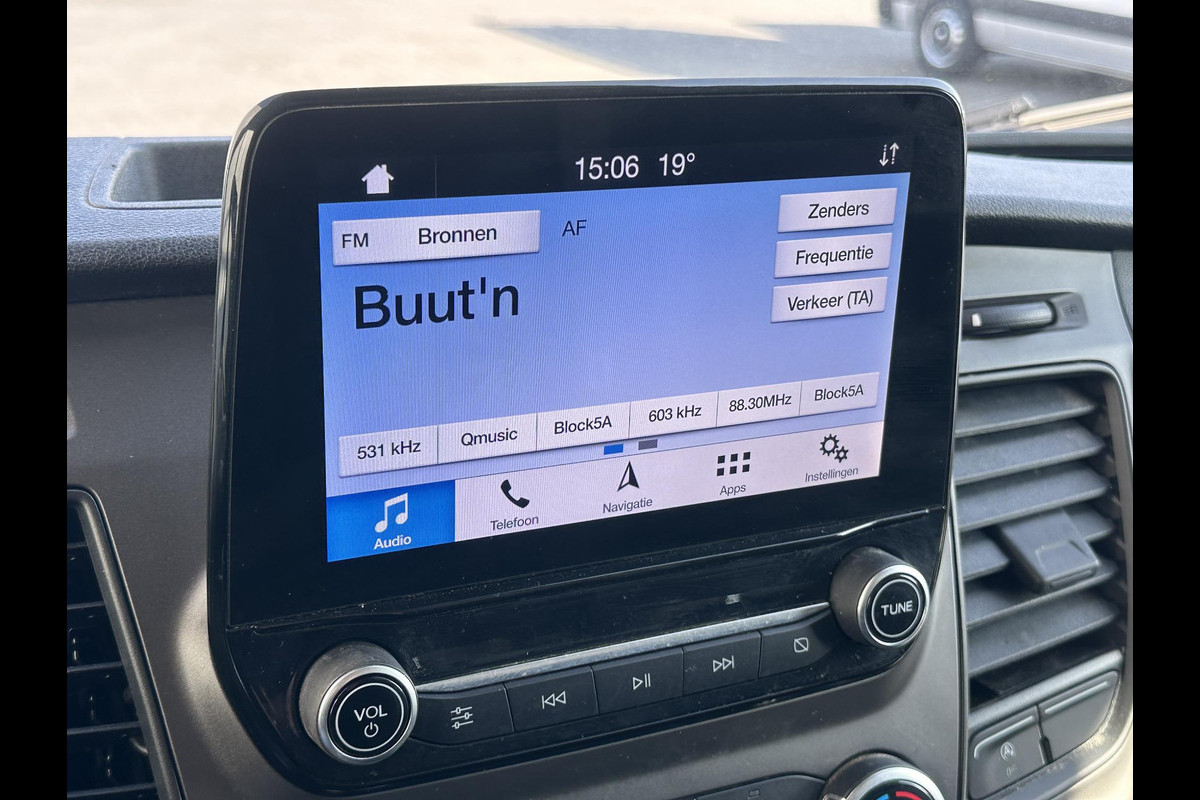 15:06 19°
FM Bronnen AF
Zenders
Frequentie
Buut'n
Verkeer (TA)
531 kHz Qmusic Block5A 603 kHz 88.30MHz Block5A
Audio Telefoon Navigatie Apps Instellingen
TUNE
VOL